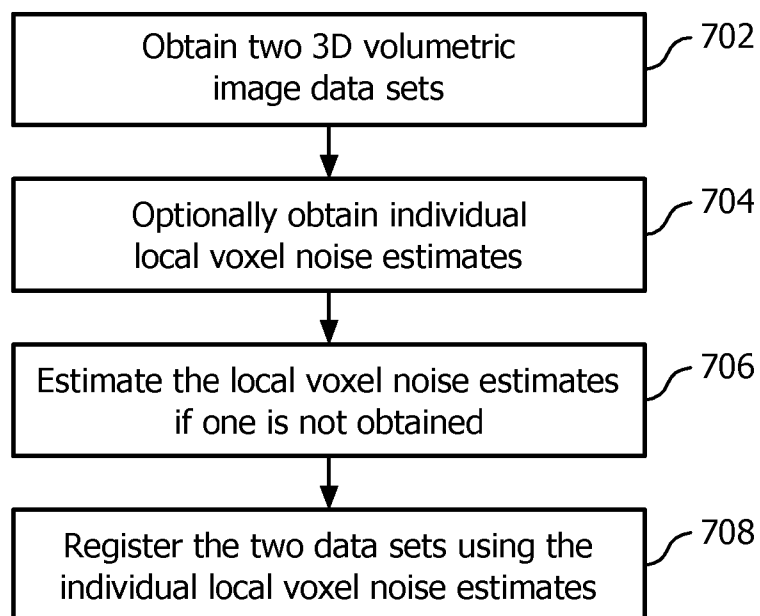 Obtain two 3D volumetric
image data sets
702
Optionally obtain individual
local voxel noise estimates
704
Estimate the local voxel noise estimates
if one is not obtained
706
Register the two data sets using the
individual local voxel noise estimates
708